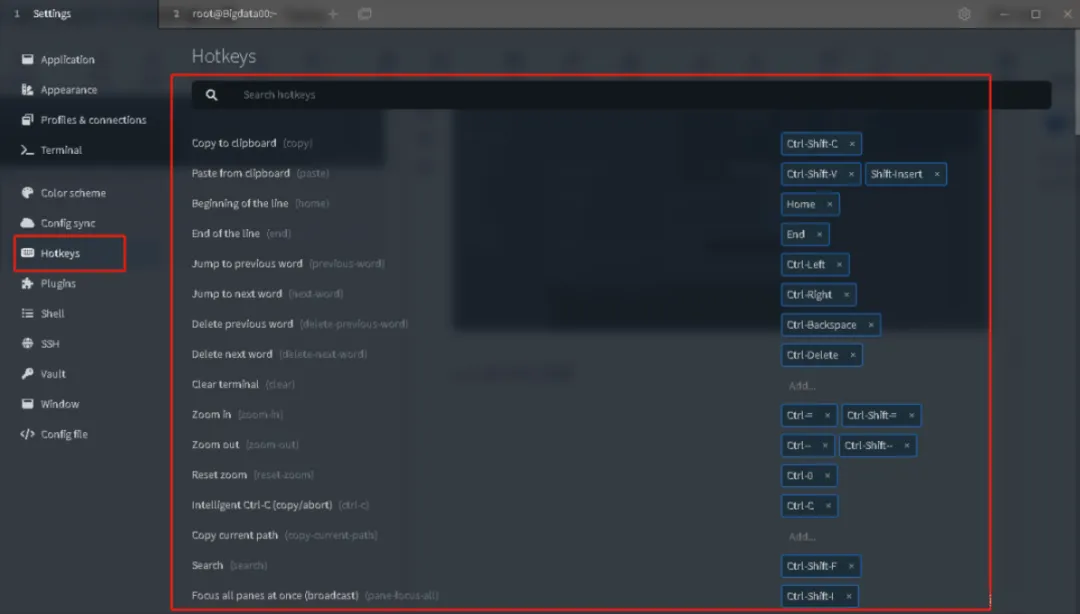 1 Settings
2 root@Bigdata00:~
Application
Appearance
Profiles & connections
Terminal
Color scheme
Config sync
Hotkeys
Plugins
Shell
SSH
Vault
Window
</> Config file
Hotkeys
Search hotkeys
Copy to clipboard (copy) Ctrl-Shift-C ×
Paste from clipboard (paste) Ctrl-Shift-V × Shift-Insert ×
Beginning of the line (home) Home ×
End of the line (end) End ×
Jump to previous word (previous-word) Ctrl-Left ×
Jump to next word (next-word) Ctrl-Right ×
Delete previous word (delete-previous-word) Ctrl-Backspace ×
Delete next word (delete-next-word) Ctrl-Delete ×
Clear terminal (clear) Add...
Zoom in (zoom-in) Ctrl-= × Ctrl-Shift-= ×
Zoom out (zoom-out) Ctrl-- × Ctrl-Shift-- ×
Reset zoom (reset-zoom) Ctrl-0 ×
Intelligent Ctrl-C (copy/abort) (ctrl-c) Ctrl-C ×
Copy current path (copy-current-path) Add...
Search (search) Ctrl-Shift-F ×
Focus all panes at once (broadcast) (pane-focus-all) Ctrl-Shift-I ×